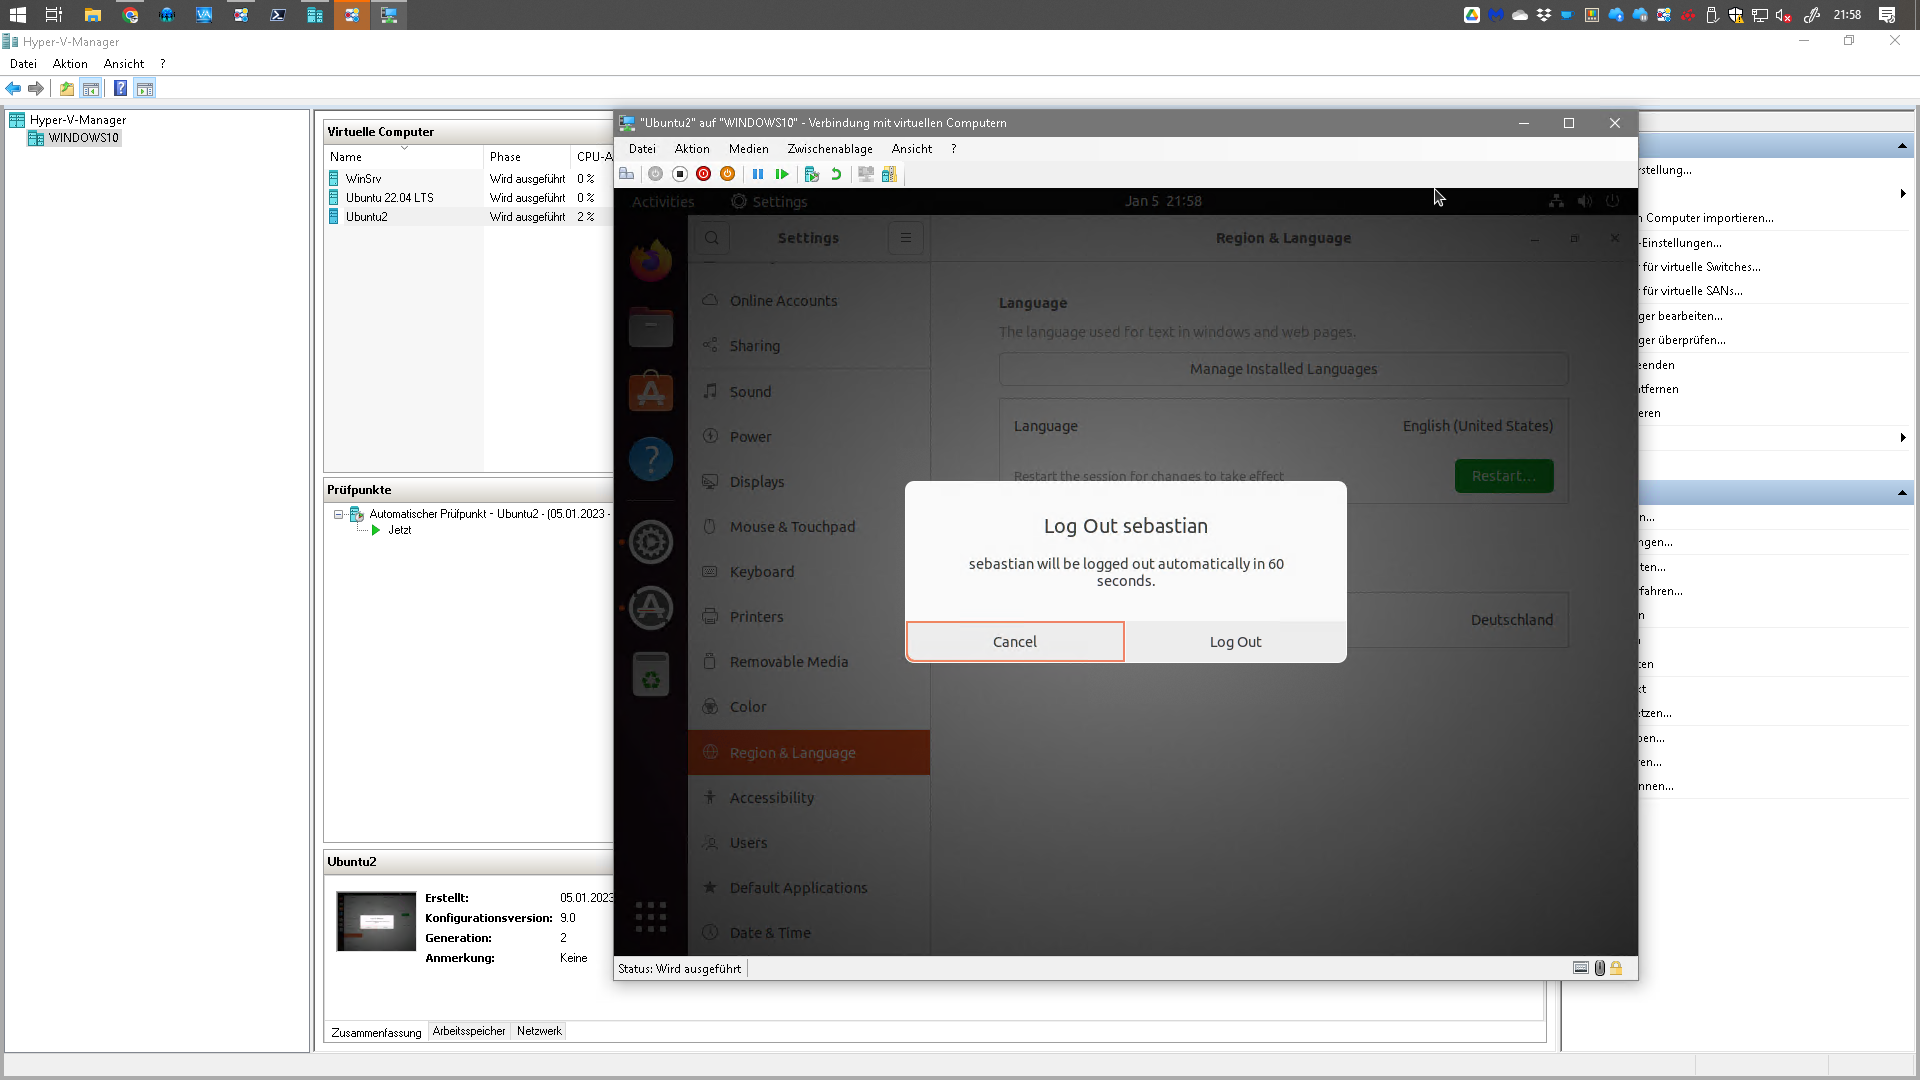 21:58
Hyper-V-Manager
Datei Aktion Ansicht ?
Hyper-V-Manager
WINDOWS10
Virtuelle Computer
Name Phase CPU-A
WinSrv Wird ausgeführt 0 %
Ubuntu 22.04 LTS Wird ausgeführt 0 %
Ubuntu2 Wird ausgeführt 2 %
Prüfpunkte
Automatischer Prüfpunkt - Ubuntu2 - (05.01.2023 -
Jetzt
Ubuntu2
Erstellt: 05.01.2023
Konfigurationsversion: 9.0
Generation: 2
Anmerkung: Keine
Zusammenfassung Arbeitsspeicher Netzwerk
"Ubuntu2" auf "WINDOWS10" - Verbindung mit virtuellen Computern
Datei Aktion Medien Zwischenablage Ansicht ?
Activities Settings Jan 5 21:58
Settings Region & Language
Online Accounts
Sharing
Sound
Power
Displays
Mouse & Touchpad
Keyboard
Printers
Removable Media
Color
Region & Language
Accessibility
Users
Default Applications
Date & Time
Language
The language used for text in windows and web pages.
Manage Installed Languages
Language English (United States)
Restart the session for changes to take effect Restart...
Deutschland
Log Out sebastian
sebastian will be logged out automatically in 60
seconds.
Cancel Log Out
Status: Wird ausgeführt
stellung...
Computer importieren...
-Einstellungen...
für virtuelle Switches...
für virtuelle SANs...
ger bearbeiten...
ger überprüfen...
eenden
tfernen
eren
n...
ngen...
ten...
rfahren...
n
ten
kt
etzen...
ben...
ren...
nnen...